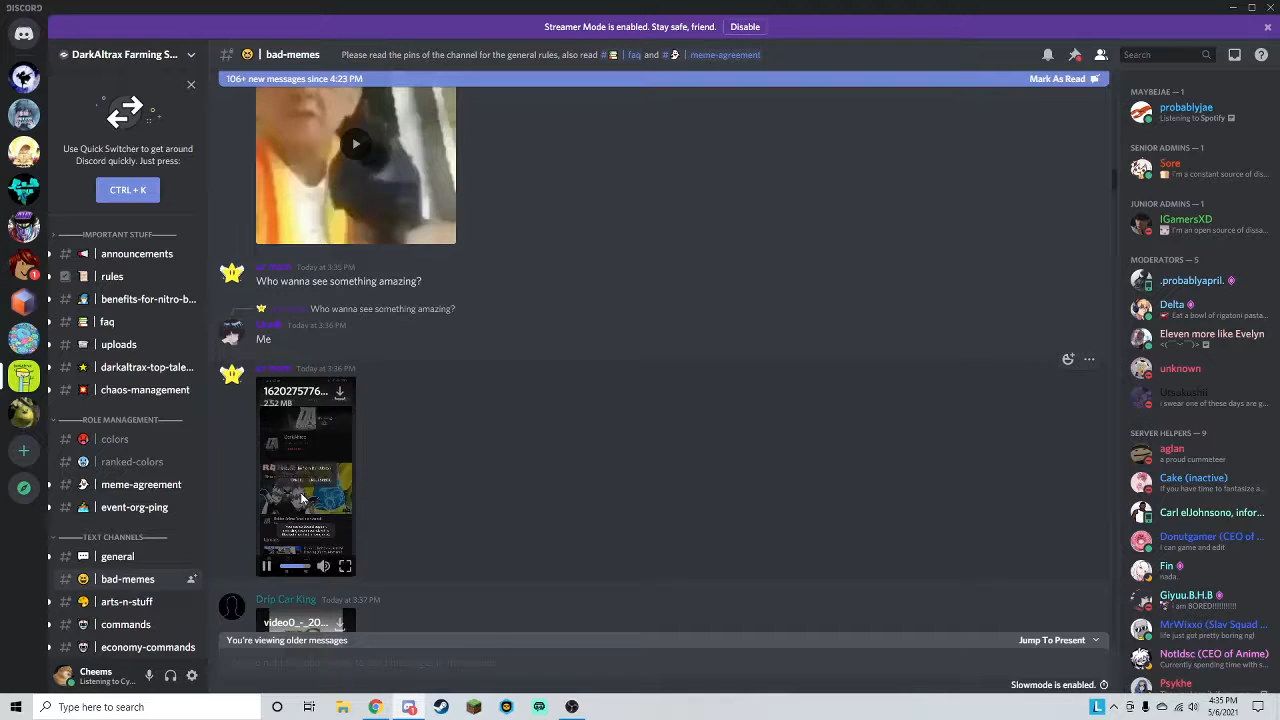 DISCORD
Streamer Mode is enabled. Stay safe, friend.
Disable
DarkAltrax Farming S...
bad-memes
Please read the pins of the channel for the general rules, also read # | faq and # | meme-agreement
Search
106+ new messages since 4:23 PM
Mark As Read
Use Quick Switcher to get around
Discord quickly. Just press:
CTRL + K
IMPORTANT STUFF
announcements
rules
benefits-for-nitro-b...
faq
uploads
darkaltrax-top-tale...
chaos-management
ROLE MANAGEMENT
colors
ranked-colors
meme-agreement
event-org-ping
TEXT CHANNELS
general
bad-memes
arts-n-stuff
commands
economy-commands
Cheems
Listening to Cy...
Today at 3:35 PM
Who wanna see something amazing?
Who wanna see something amazing?
Today at 3:36 PM
Me
Today at 3:36 PM
1620275776...
2.52 MB
Drip Car King Today at 3:37 PM
video0_-_20...
You're viewing older messages
Jump To Present
Slowmode is enabled.
MAYBEJAE — 1
probablyjae
Listening to Spotify
SENIOR ADMINS — 1
Sore
I'm a constant source of dis...
JUNIOR ADMINS — 1
IGamersXD
I'm an open source of dissa...
MODERATORS — 5
.probablyapril.
Delta
Eat a bowl of rigatoni pasta...
Eleven more like Evelyn
unknown
Utsukushii
i swear one of these days are g...
SERVER HELPERS — 9
aglan
a proud cummeteer
Cake (inactive)
If you have time to fantasize a...
Carl elJohnsono, infor...
Donutgamer (CEO of ...
I can game and edit
Fin
nada.
Giyuu.B.H.B
i am BORED!!!!!!!!!!!
MrWixxo (Slav Squad ...
life just got pretty boring ngl
NotIdsc (CEO of Anime)
Currently spending time with s...
Psykhe
Type here to search
4:35 PM
5/6/2021